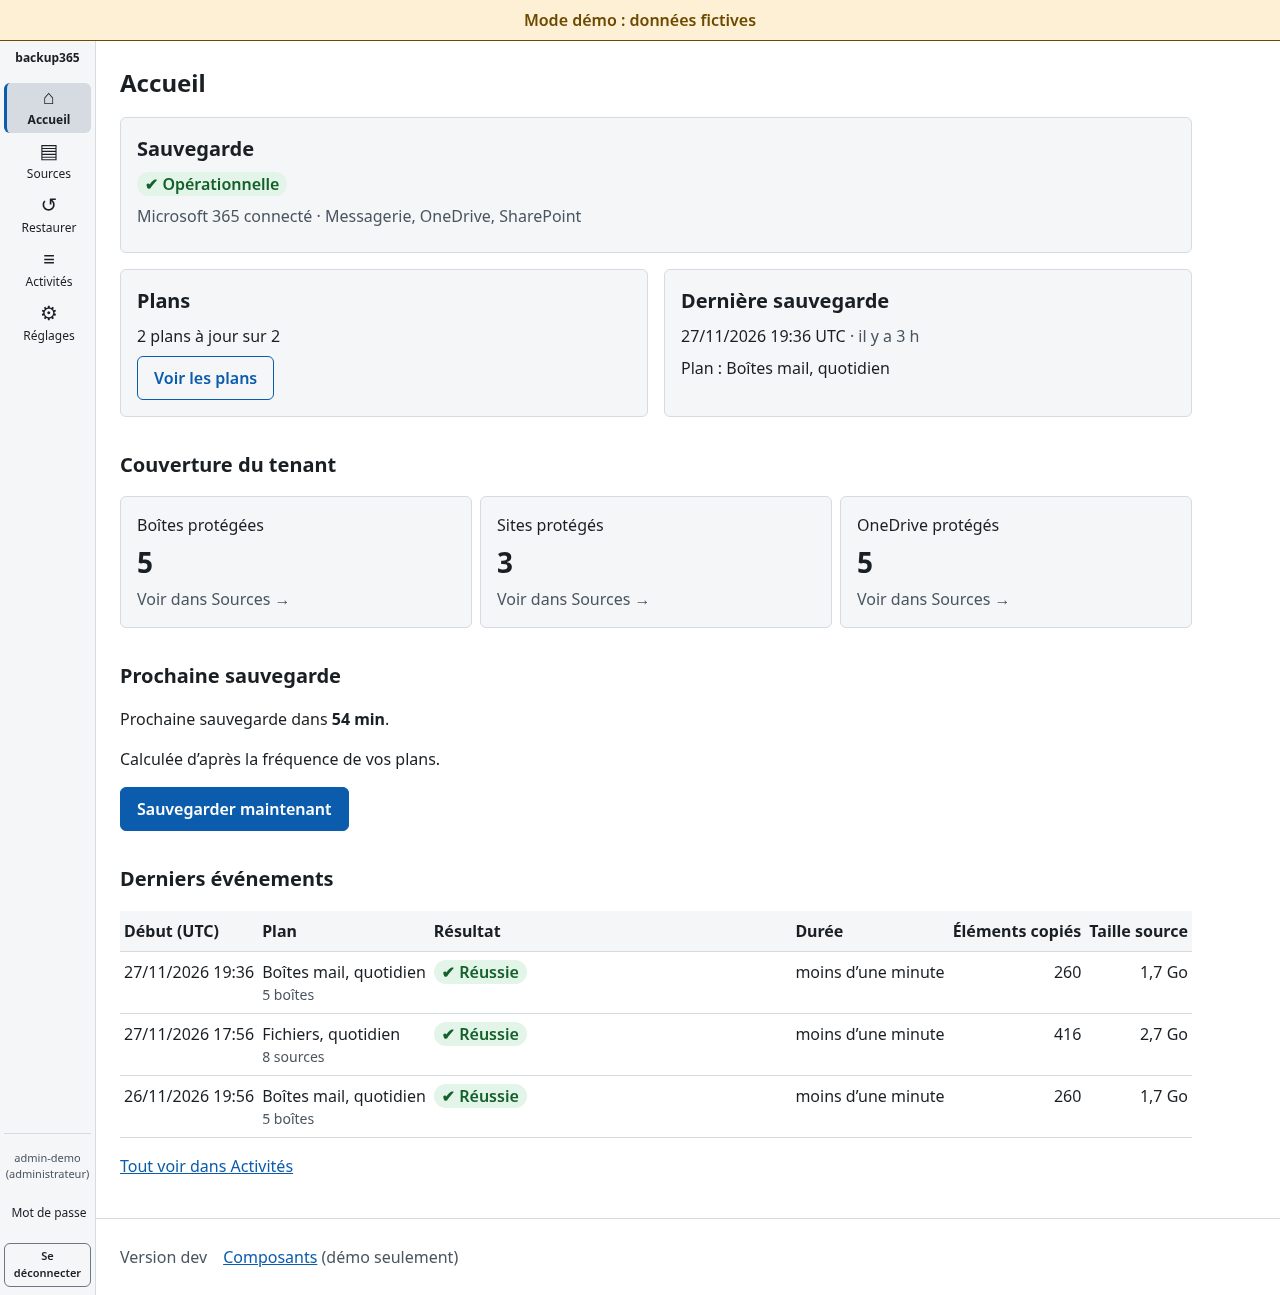 Mode démo : données fictives
backup365
Accueil
Sources
Restaurer
Activités
Réglages
admin-demo
(administrateur)
Mot de passe
Se
déconnecter
Accueil
Sauvegarde
✔ Opérationnelle
Microsoft 365 connecté · Messagerie, OneDrive, SharePoint
Plans
2 plans à jour sur 2
Voir les plans
Dernière sauvegarde
27/11/2026 19:36 UTC · il y a 3 h
Plan : Boîtes mail, quotidien
Couverture du tenant
Boîtes protégées
5
Voir dans Sources →
Sites protégés
3
Voir dans Sources →
OneDrive protégés
5
Voir dans Sources →
Prochaine sauvegarde
Prochaine sauvegarde dans 54 min.
Calculée d’après la fréquence de vos plans.
Sauvegarder maintenant
Derniers événements
Début (UTC) Plan Résultat Durée Éléments copiés Taille source
27/11/2026 19:36 Boîtes mail, quotidien ✔ Réussie moins d’une minute 260 1,7 Go
5 boîtes
27/11/2026 17:56 Fichiers, quotidien ✔ Réussie moins d’une minute 416 2,7 Go
8 sources
26/11/2026 19:56 Boîtes mail, quotidien ✔ Réussie moins d’une minute 260 1,7 Go
5 boîtes
Tout voir dans Activités
Version dev Composants (démo seulement)